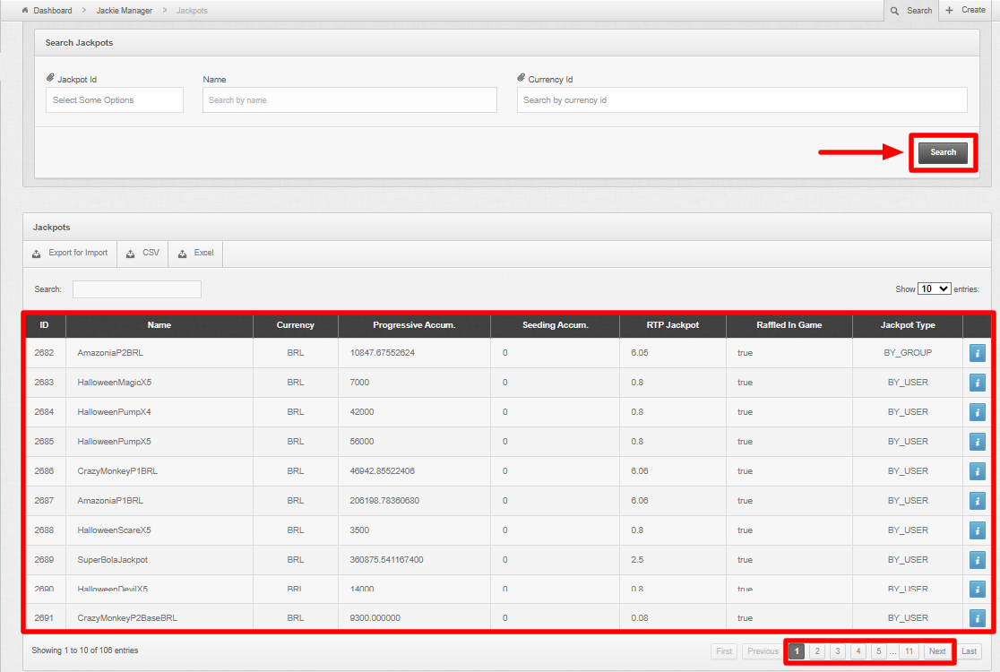 Dashboard > Jackie Manager > Jackpots
Search
Create
Search Jackpots
Jackpot Id
Name
Currency Id
Select Some Options
Search by name
Search by currency id
Search
Jackpots
Export for Import
CSV
Excel
Search:
Show 10 entries:
ID Name Currency Progressive Accum. Seeding Accum. RTP Jackpot Raffled In Game Jackpot Type
2682 AmazoniaP2BRL BRL 10847.67552624 0 6.05 true BY_GROUP
2683 HalloweenMagicX5 BRL 7000 0 0.8 true BY_USER
2684 HalloweenPumpX4 BRL 42000 0 0.8 true BY_USER
2685 HalloweenPumpX5 BRL 56000 0 0.8 true BY_USER
2686 CrazyMonkeyP1BRL BRL 46942.85522406 0 6.06 true BY_USER
2687 AmazoniaP1BRL BRL 206198.78360680 0 6.06 true BY_USER
2688 HalloweenScareX5 BRL 3500 0 0.8 true BY_USER
2689 SuperBolaJackpot BRL 360875.541167400 0 2.5 true BY_USER
2690 HalloweenDevilX5 BRL 14000 0 0.8 true BY_USER
2691 CrazyMonkeyP2BaseBRL BRL 9300.000000 0 0.08 true BY_USER
Showing 1 to 10 of 106 entries
First Previous 1 2 3 4 5 ... 11 Next Last